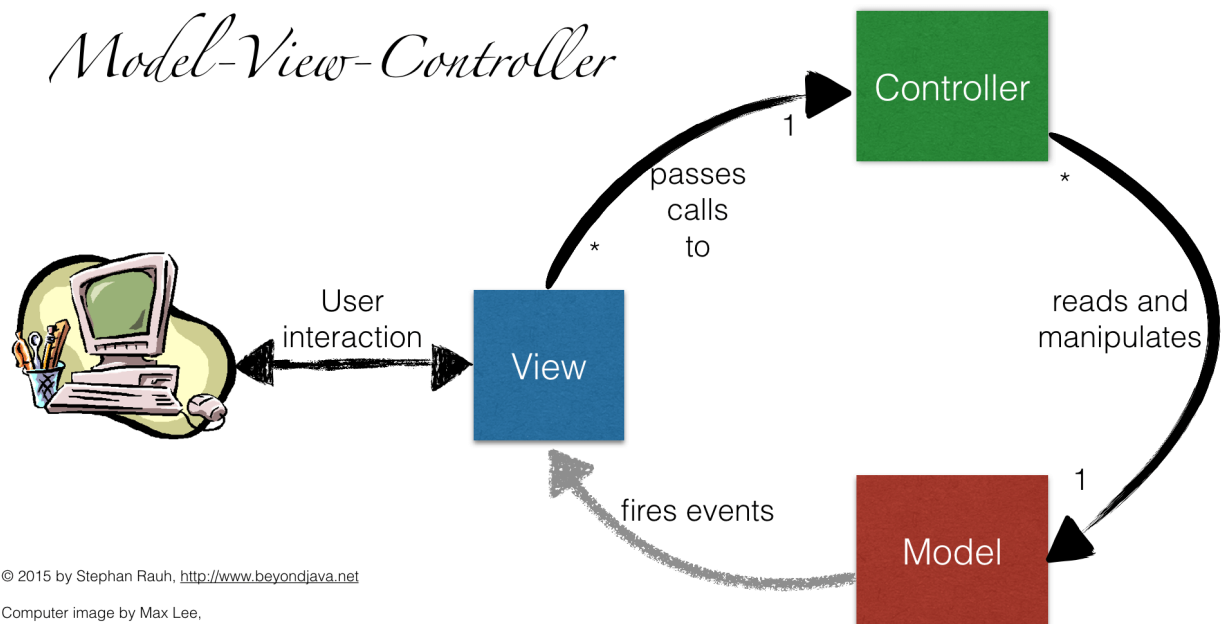 Model-View-Controller
Controller
1
*
passes
calls
to
*
User
interaction
View
reads and
manipulates
1
fires events
Model
© 2015 by Stephan Rauh, http://www.beyondjava.net
Computer image by Max Lee,